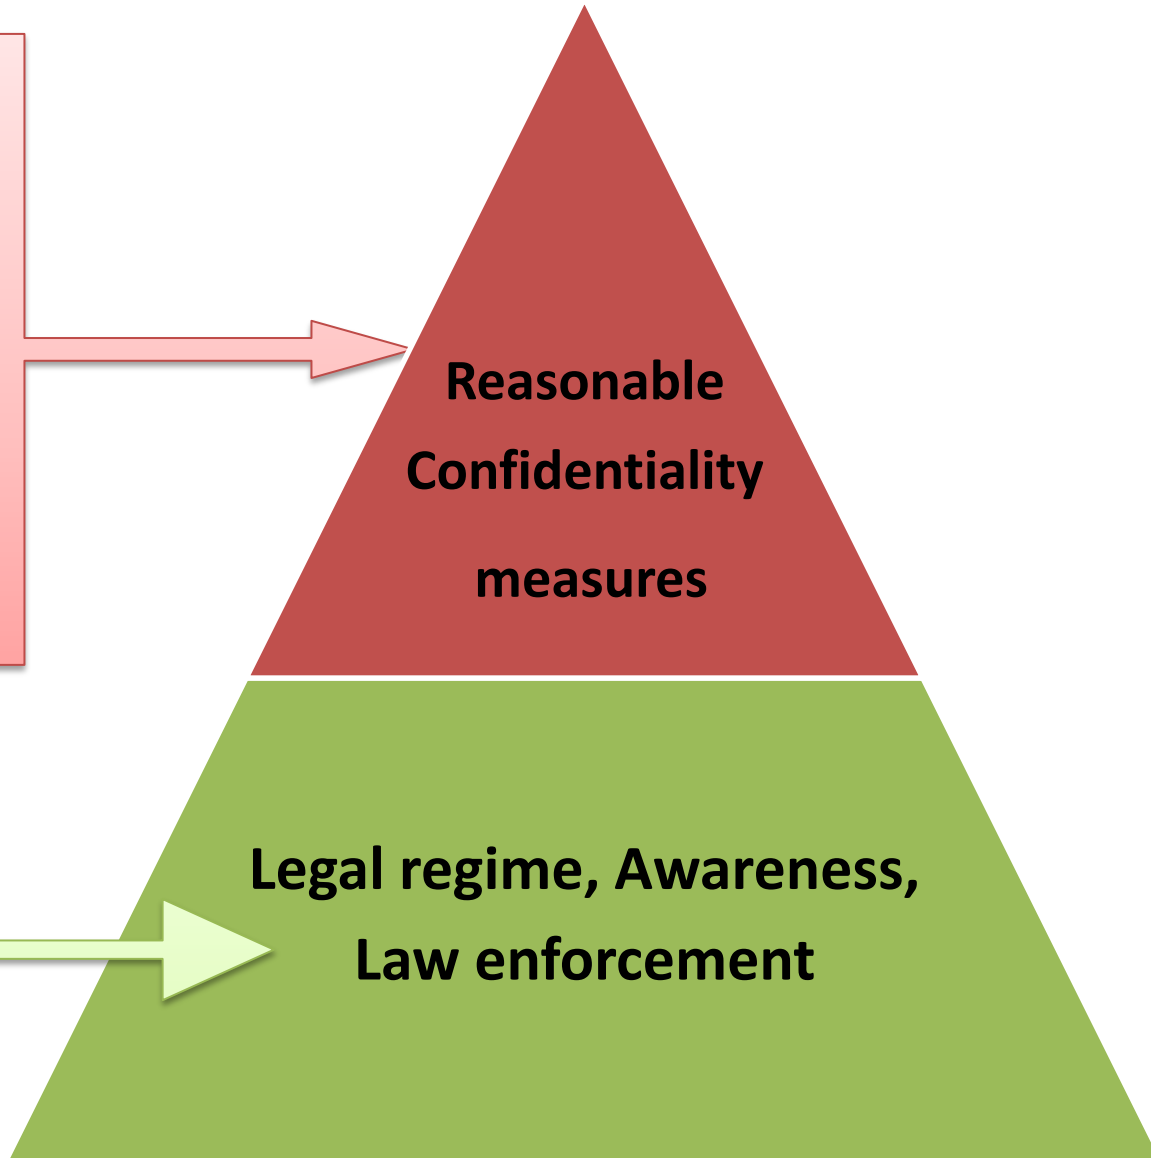 Reasonable
Confidentiality
measures
Legal regime, Awareness,
Law enforcement